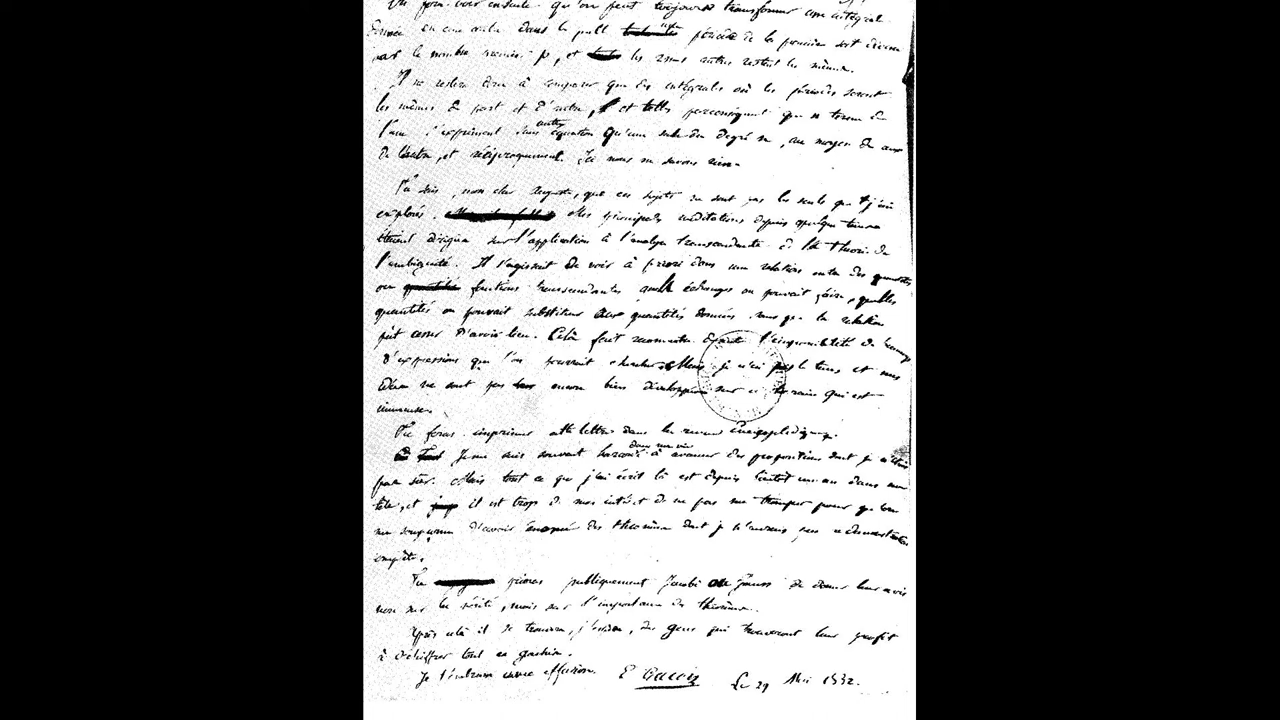 On peut voir ensuite qu'on peut toujours transformer une intégrale
donnée en une autre dans laquelle une période de la première soit divisée
par le nombre premier p, et les 2n-1 autres restent les mêmes.
Il ne restera donc à comparer que des intégrales où les périodes seront
les mêmes de part et d'autre, et telles par conséquent que n termes de
l'une s'expriment sans autre équation qu'une seule du degré n, au moyen de ceux
de l'autre, et réciproquement. Ici nous ne savons rien.
Tu sais, mon cher Auguste, que ces sujets ne sont pas les seuls que j'aie
explorés. Mes principales méditations depuis quelque temps
étaient dirigées sur l'application à l'analyse transcendante de la théorie de
l'ambiguité. Il s'agissait de voir à priori dans une relation entre des quantités
ou fonctions transcendantes quels échanges on pouvait faire, quelles
quantités on pouvait substituer aux quantités données sans que la relation
pût cesser d'avoir lieu. Cela fait reconnaitre de suite l'impossibilité de beaucoup
d'expressions que l'on pourrait chercher. Mais je n'ai pas le tems et mes
idées ne sont pas encore bien développées sur ce terrain qui est
immense.
Tu feras imprimer cette lettre dans la revue Encyclopédique.
Je me suis souvent hasardé dans ma vie à avancer des propositions dont je n'étais
pas sûr. Mais tout ce que j'ai écrit là est depuis bientôt un an dans ma
tête, et il est trop de mon intérêt de ne pas me tromper pour qu'on
me soupçonne d'avoir énoncé des théorèmes dont je n'aurais pas la démonstration
complète.
Tu prieras publiquement Jacobi ou Gauss de donner leur avis
non sur la vérité, mais sur l'importance des théorèmes.
Après cela il se trouvera, j'espère, des gens qui trouveront leur profit
à déchiffrer tout ce gachis.
Je t'embrasse avec effusion. E Galois Le 29 Mai 1832.